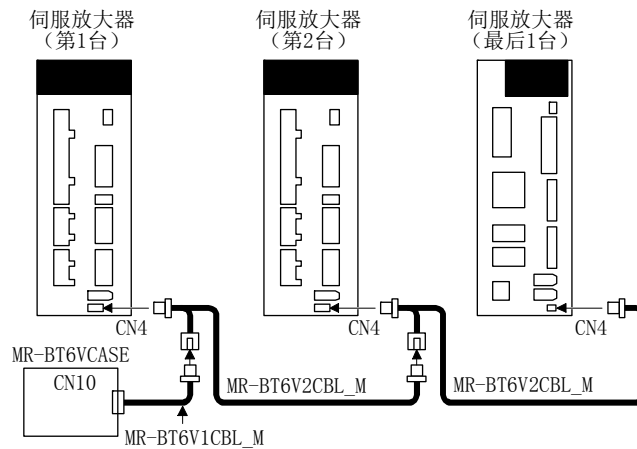 伺服放大器
（第1台）
伺服放大器
（第2台）
伺服放大器
（最后1台）
CN4
CN4
CN4
MR-BT6VCASE
CN10
MR-BT6V2CBL_M
MR-BT6V2CBL_M
MR-BT6V1CBL_M